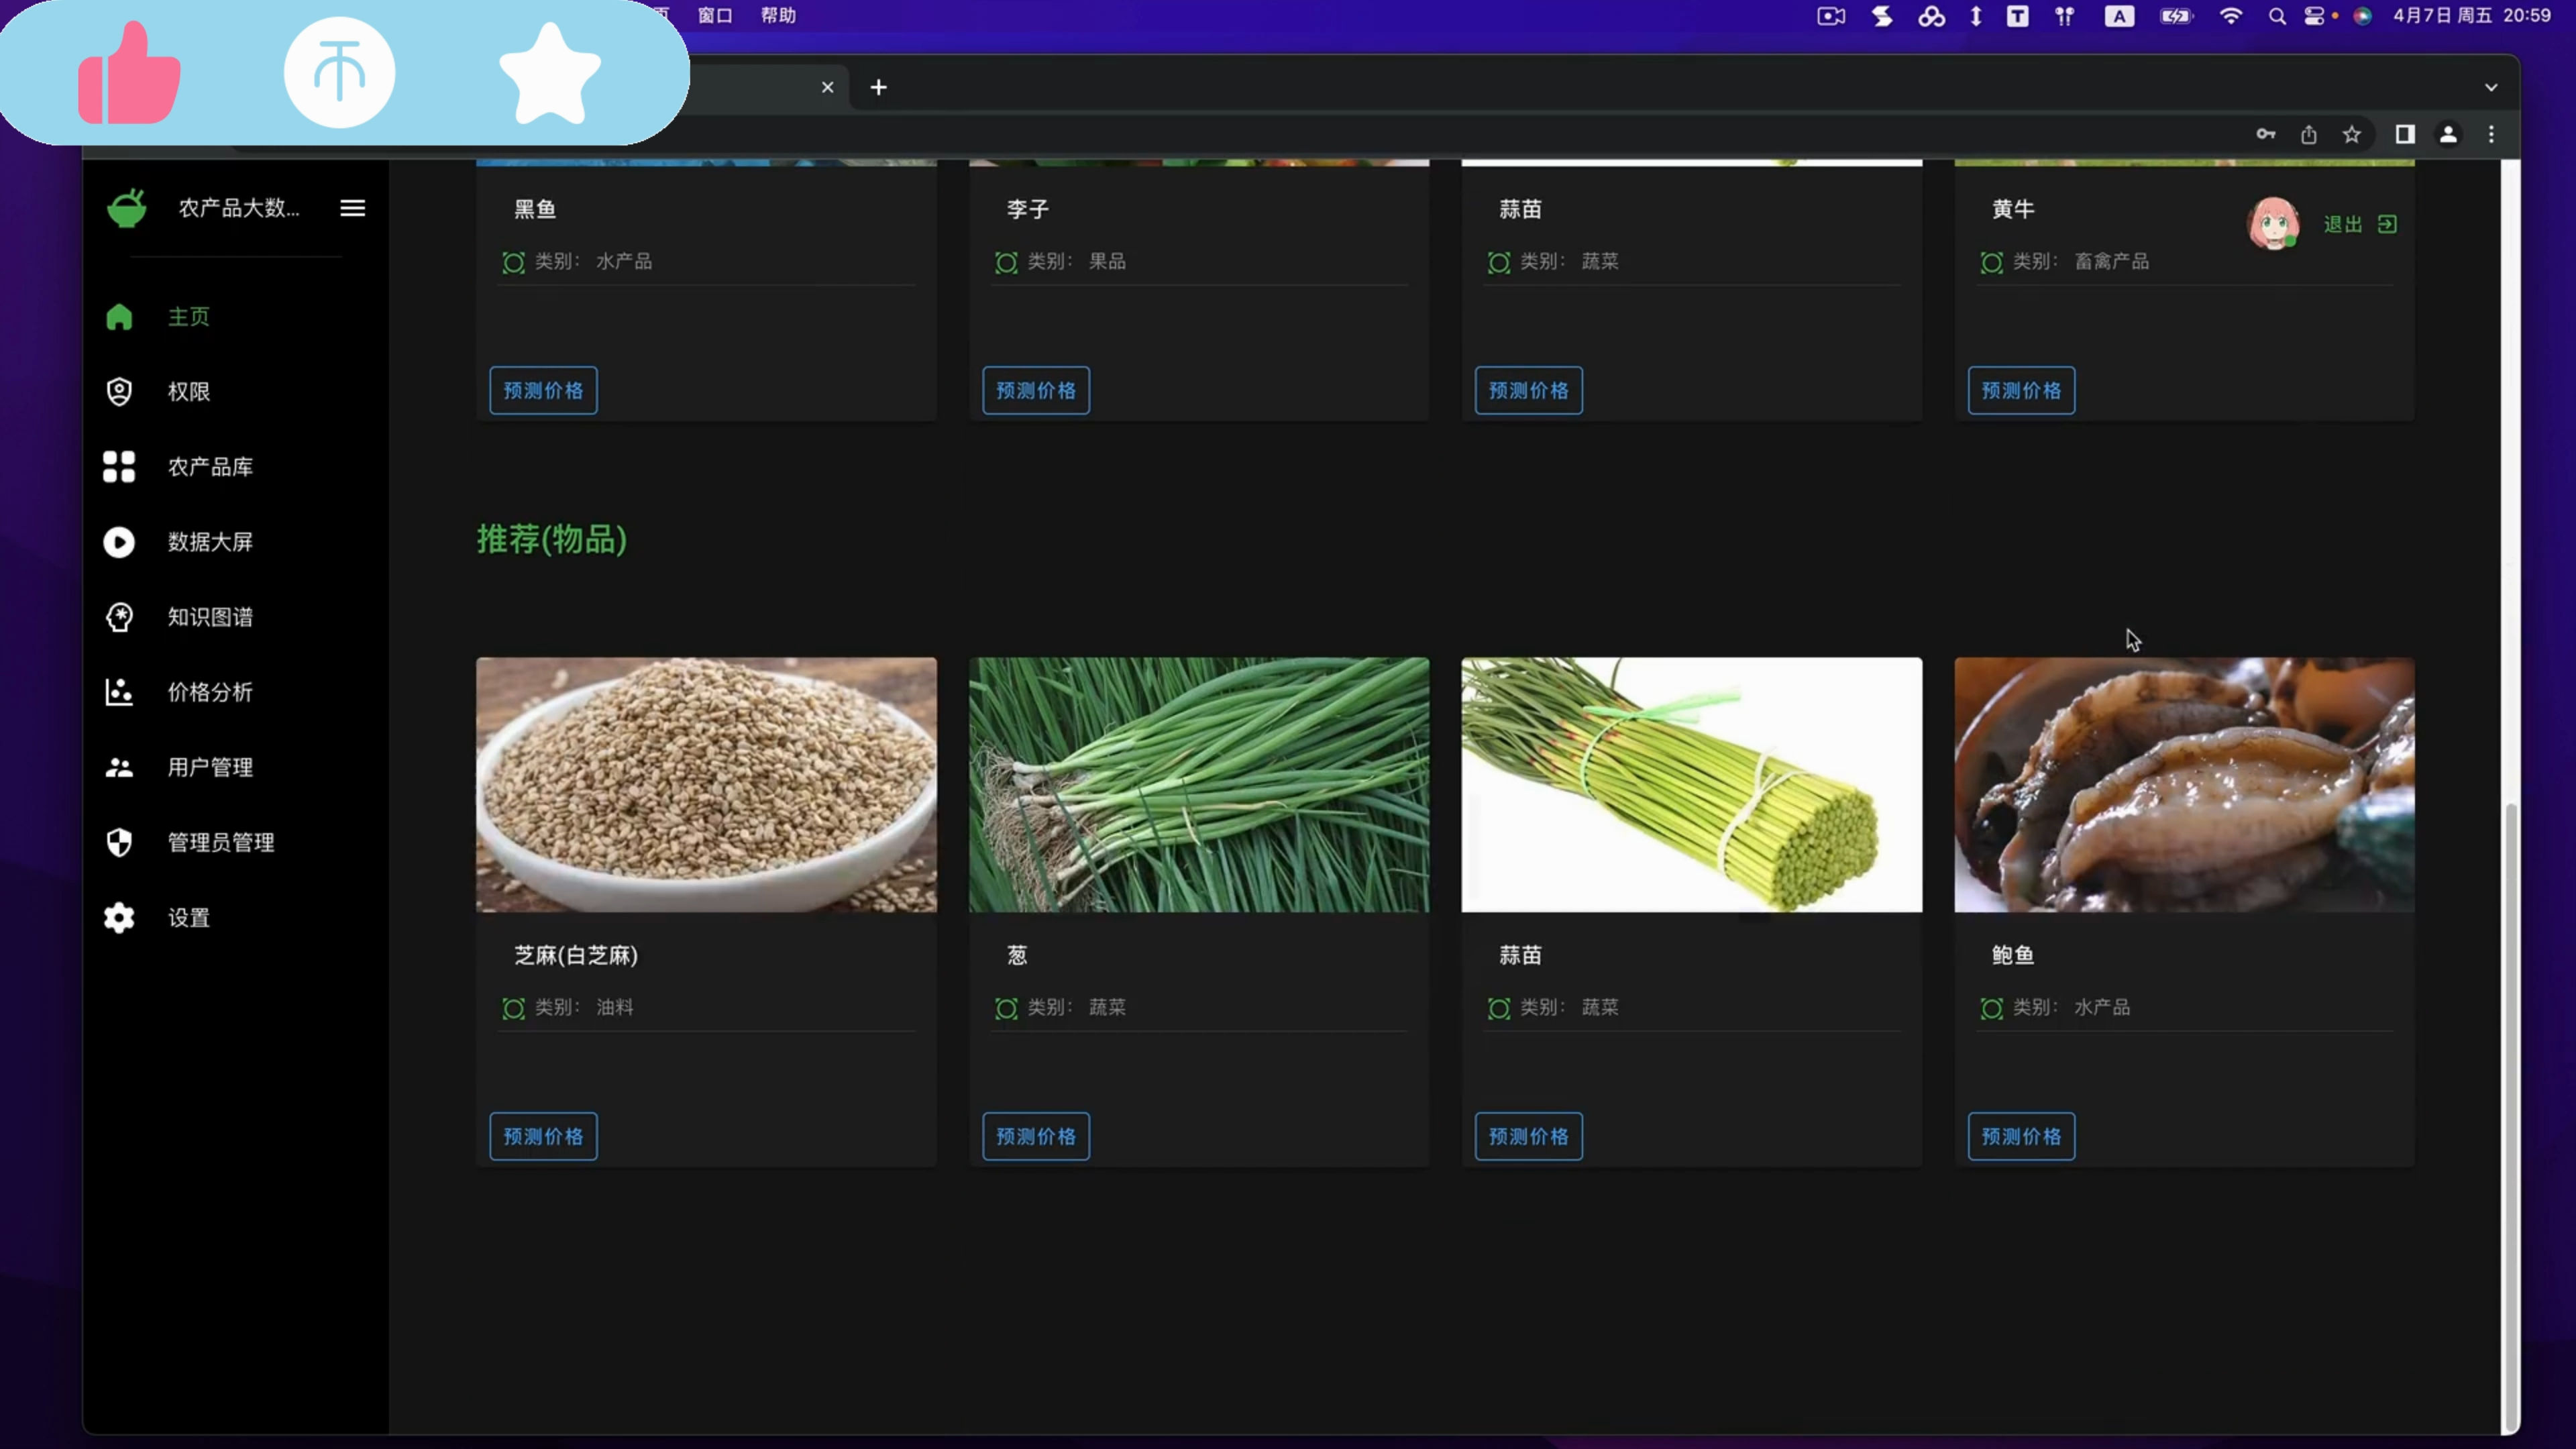 窗口 帮助
4月7日 周五 20:59
农产品大数...
主页
权限
农产品库
数据大屏
知识图谱
价格分析
用户管理
管理员管理
设置
退出
黑鱼 李子 蒜苗 黄牛
类别： 水产品 类别： 果品 类别： 蔬菜 类别： 畜禽产品
预测价格 预测价格 预测价格 预测价格
推荐(物品)
芝麻(白芝麻) 葱 蒜苗 鲍鱼
类别： 油料 类别： 蔬菜 类别： 蔬菜 类别： 水产品
预测价格 预测价格 预测价格 预测价格